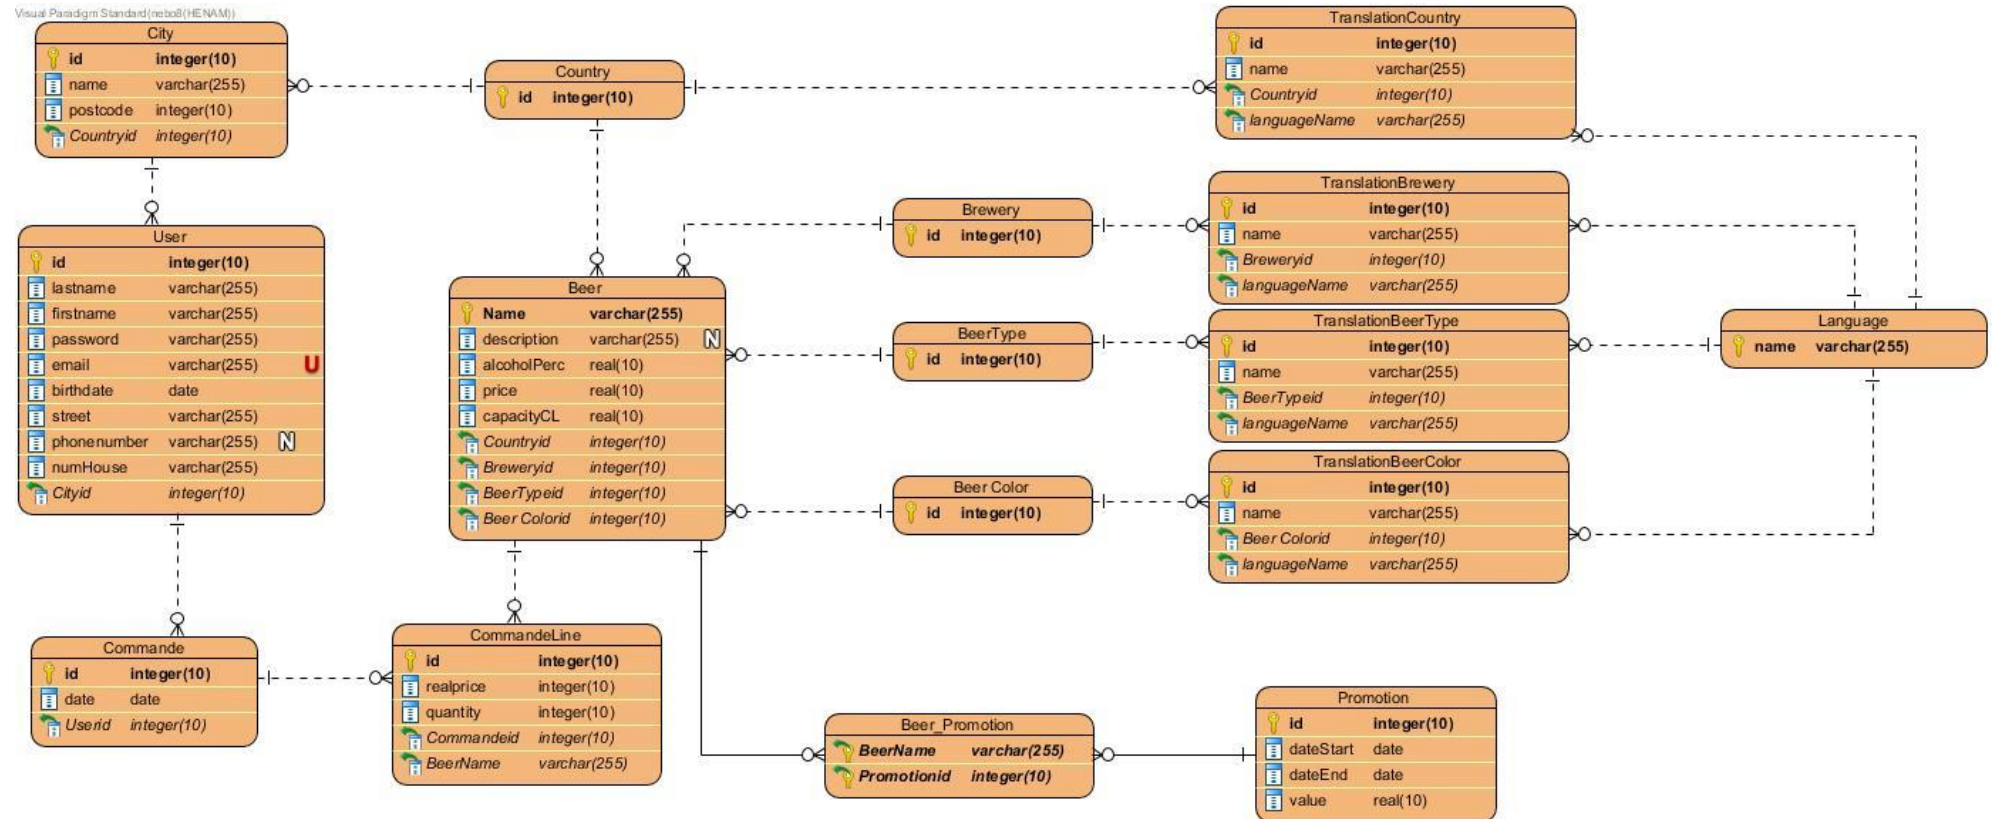 Visual Paradigm Standard(nebo8(HENAM))
City
id integer(10)
name varchar(255)
postcode integer(10)
Countryid integer(10)
Country
id integer(10)
TranslationCountry
id integer(10)
name varchar(255)
Countryid integer(10)
languageName varchar(255)
User
id integer(10)
lastname varchar(255)
firstname varchar(255)
password varchar(255)
email varchar(255) U
birthdate date
street varchar(255)
phonenumber varchar(255) N
numHouse varchar(255)
Cityid integer(10)
Beer
Name varchar(255)
description varchar(255) N
alcoholPerc real(10)
price real(10)
capacityCL real(10)
Countryid integer(10)
Breweryid integer(10)
BeerTypeid integer(10)
Beer Colorid integer(10)
Brewery
id integer(10)
TranslationBrewery
id integer(10)
name varchar(255)
Breweryid integer(10)
languageName varchar(255)
BeerType
id integer(10)
TranslationBeerType
id integer(10)
name varchar(255)
BeerTypeid integer(10)
languageName varchar(255)
Language
name varchar(255)
Beer Color
id integer(10)
TranslationBeerColor
id integer(10)
name varchar(255)
Beer Colorid integer(10)
languageName varchar(255)
Commande
id integer(10)
date date
Userid integer(10)
CommandeLine
id integer(10)
realprice integer(10)
quantity integer(10)
Commandeid integer(10)
BeerName varchar(255)
Beer_Promotion
BeerName varchar(255)
Promotionid integer(10)
Promotion
id integer(10)
dateStart date
dateEnd date
value real(10)